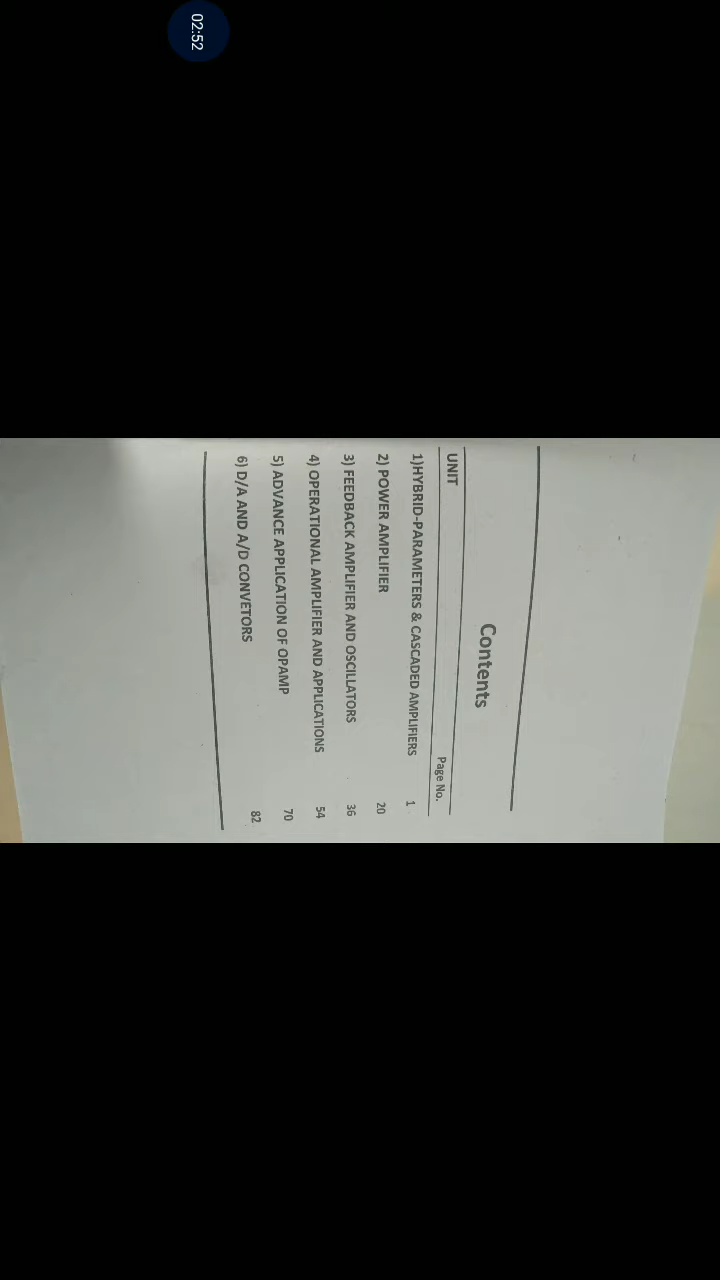 02:52
Contents
UNIT Page No.
1)HYBRID-PARAMETERS & CASCADED AMPLIFIERS 1
2) POWER AMPLIFIER 20
3) FEEDBACK AMPLIFIER AND OSCILLATORS 36
4) OPERATIONAL AMPLIFIER AND APPLICATIONS 54
5) ADVANCE APPLICATION OF OPAMP 70
6) D/A AND A/D CONVETORS 82